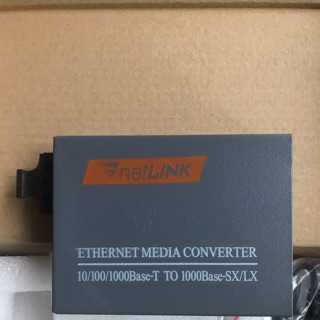 netLINK
ETHERNET MEDIA CONVERTER
10/100/1000Base-T TO 1000Base-SX/LX